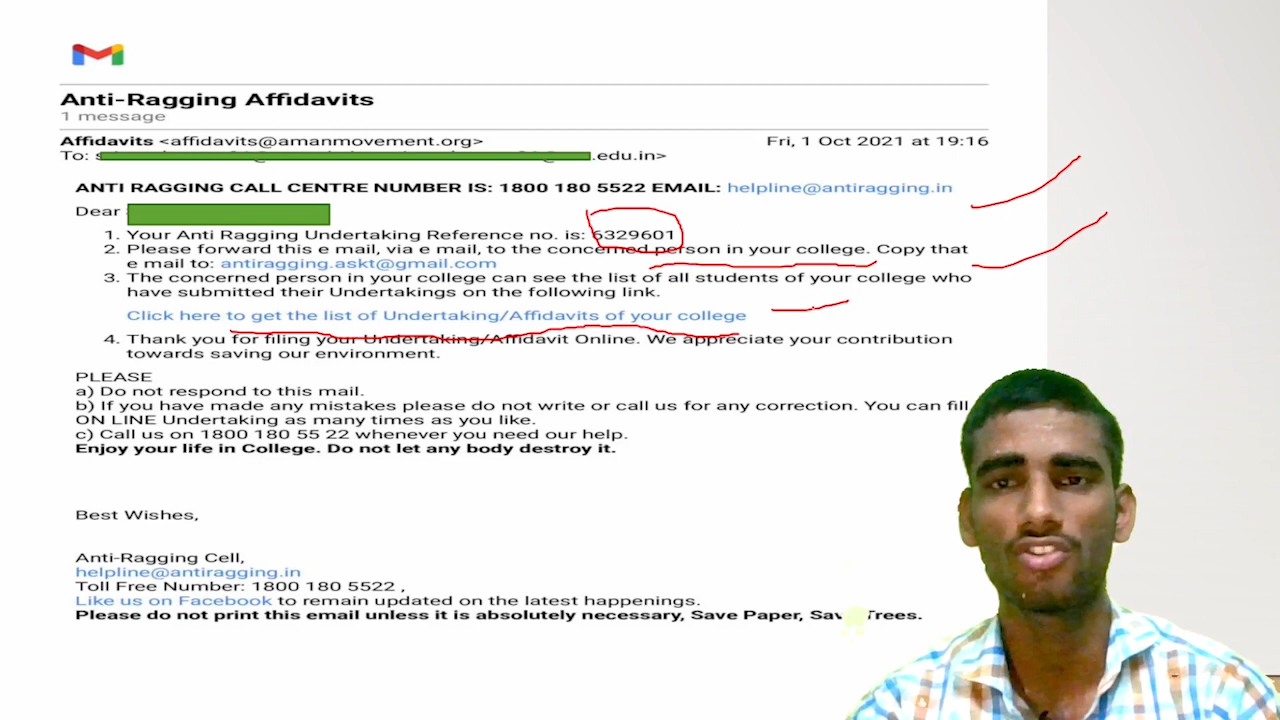 Anti-Ragging Affidavits
1 message
Affidavits <affidavits@amanmovement.org> Fri, 1 Oct 2021 at 19:16
To: .edu.in>
ANTI RAGGING CALL CENTRE NUMBER IS: 1800 180 5522 EMAIL: helpline@antiragging.in
Dear
1. Your Anti Ragging Undertaking Reference no. is: 6329601
2. Please forward this e mail, via e mail, to the concerned person in your college. Copy that
e mail to: antiragging.askt@gmail.com
3. The concerned person in your college can see the list of all students of your college who
have submitted their Undertakings on the following link.
Click here to get the list of Undertaking/Affidavits of your college
4. Thank you for filing your Undertaking/Affidavit Online. We appreciate your contribution
towards saving our environment.
PLEASE
a) Do not respond to this mail.
b) If you have made any mistakes please do not write or call us for any correction. You can fill
ON LINE Undertaking as many times as you like.
c) Call us on 1800 180 55 22 whenever you need our help.
Enjoy your life in College. Do not let any body destroy it.
Best Wishes,
Anti-Ragging Cell,
helpline@antiragging.in
Toll Free Number: 1800 180 5522 ,
Like us on Facebook to remain updated on the latest happenings.
Please do not print this email unless it is absolutely necessary, Save Paper, Save Trees.